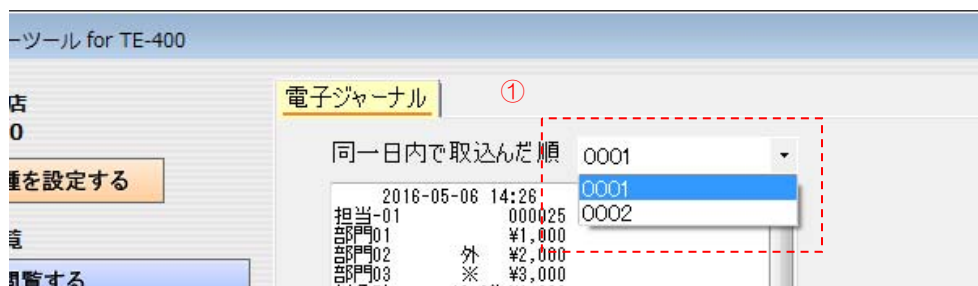 ーツール for TE-400
店
0
電子ジャーナル
①
同一日内で取込んだ順 0001
0001
0002
種を設定する
2016-05-06 14:26
担当-01 000025
部門01 ¥1,000
部門02 外 ¥2,000
部門03 ※ ¥3,000
覧
閲覧する